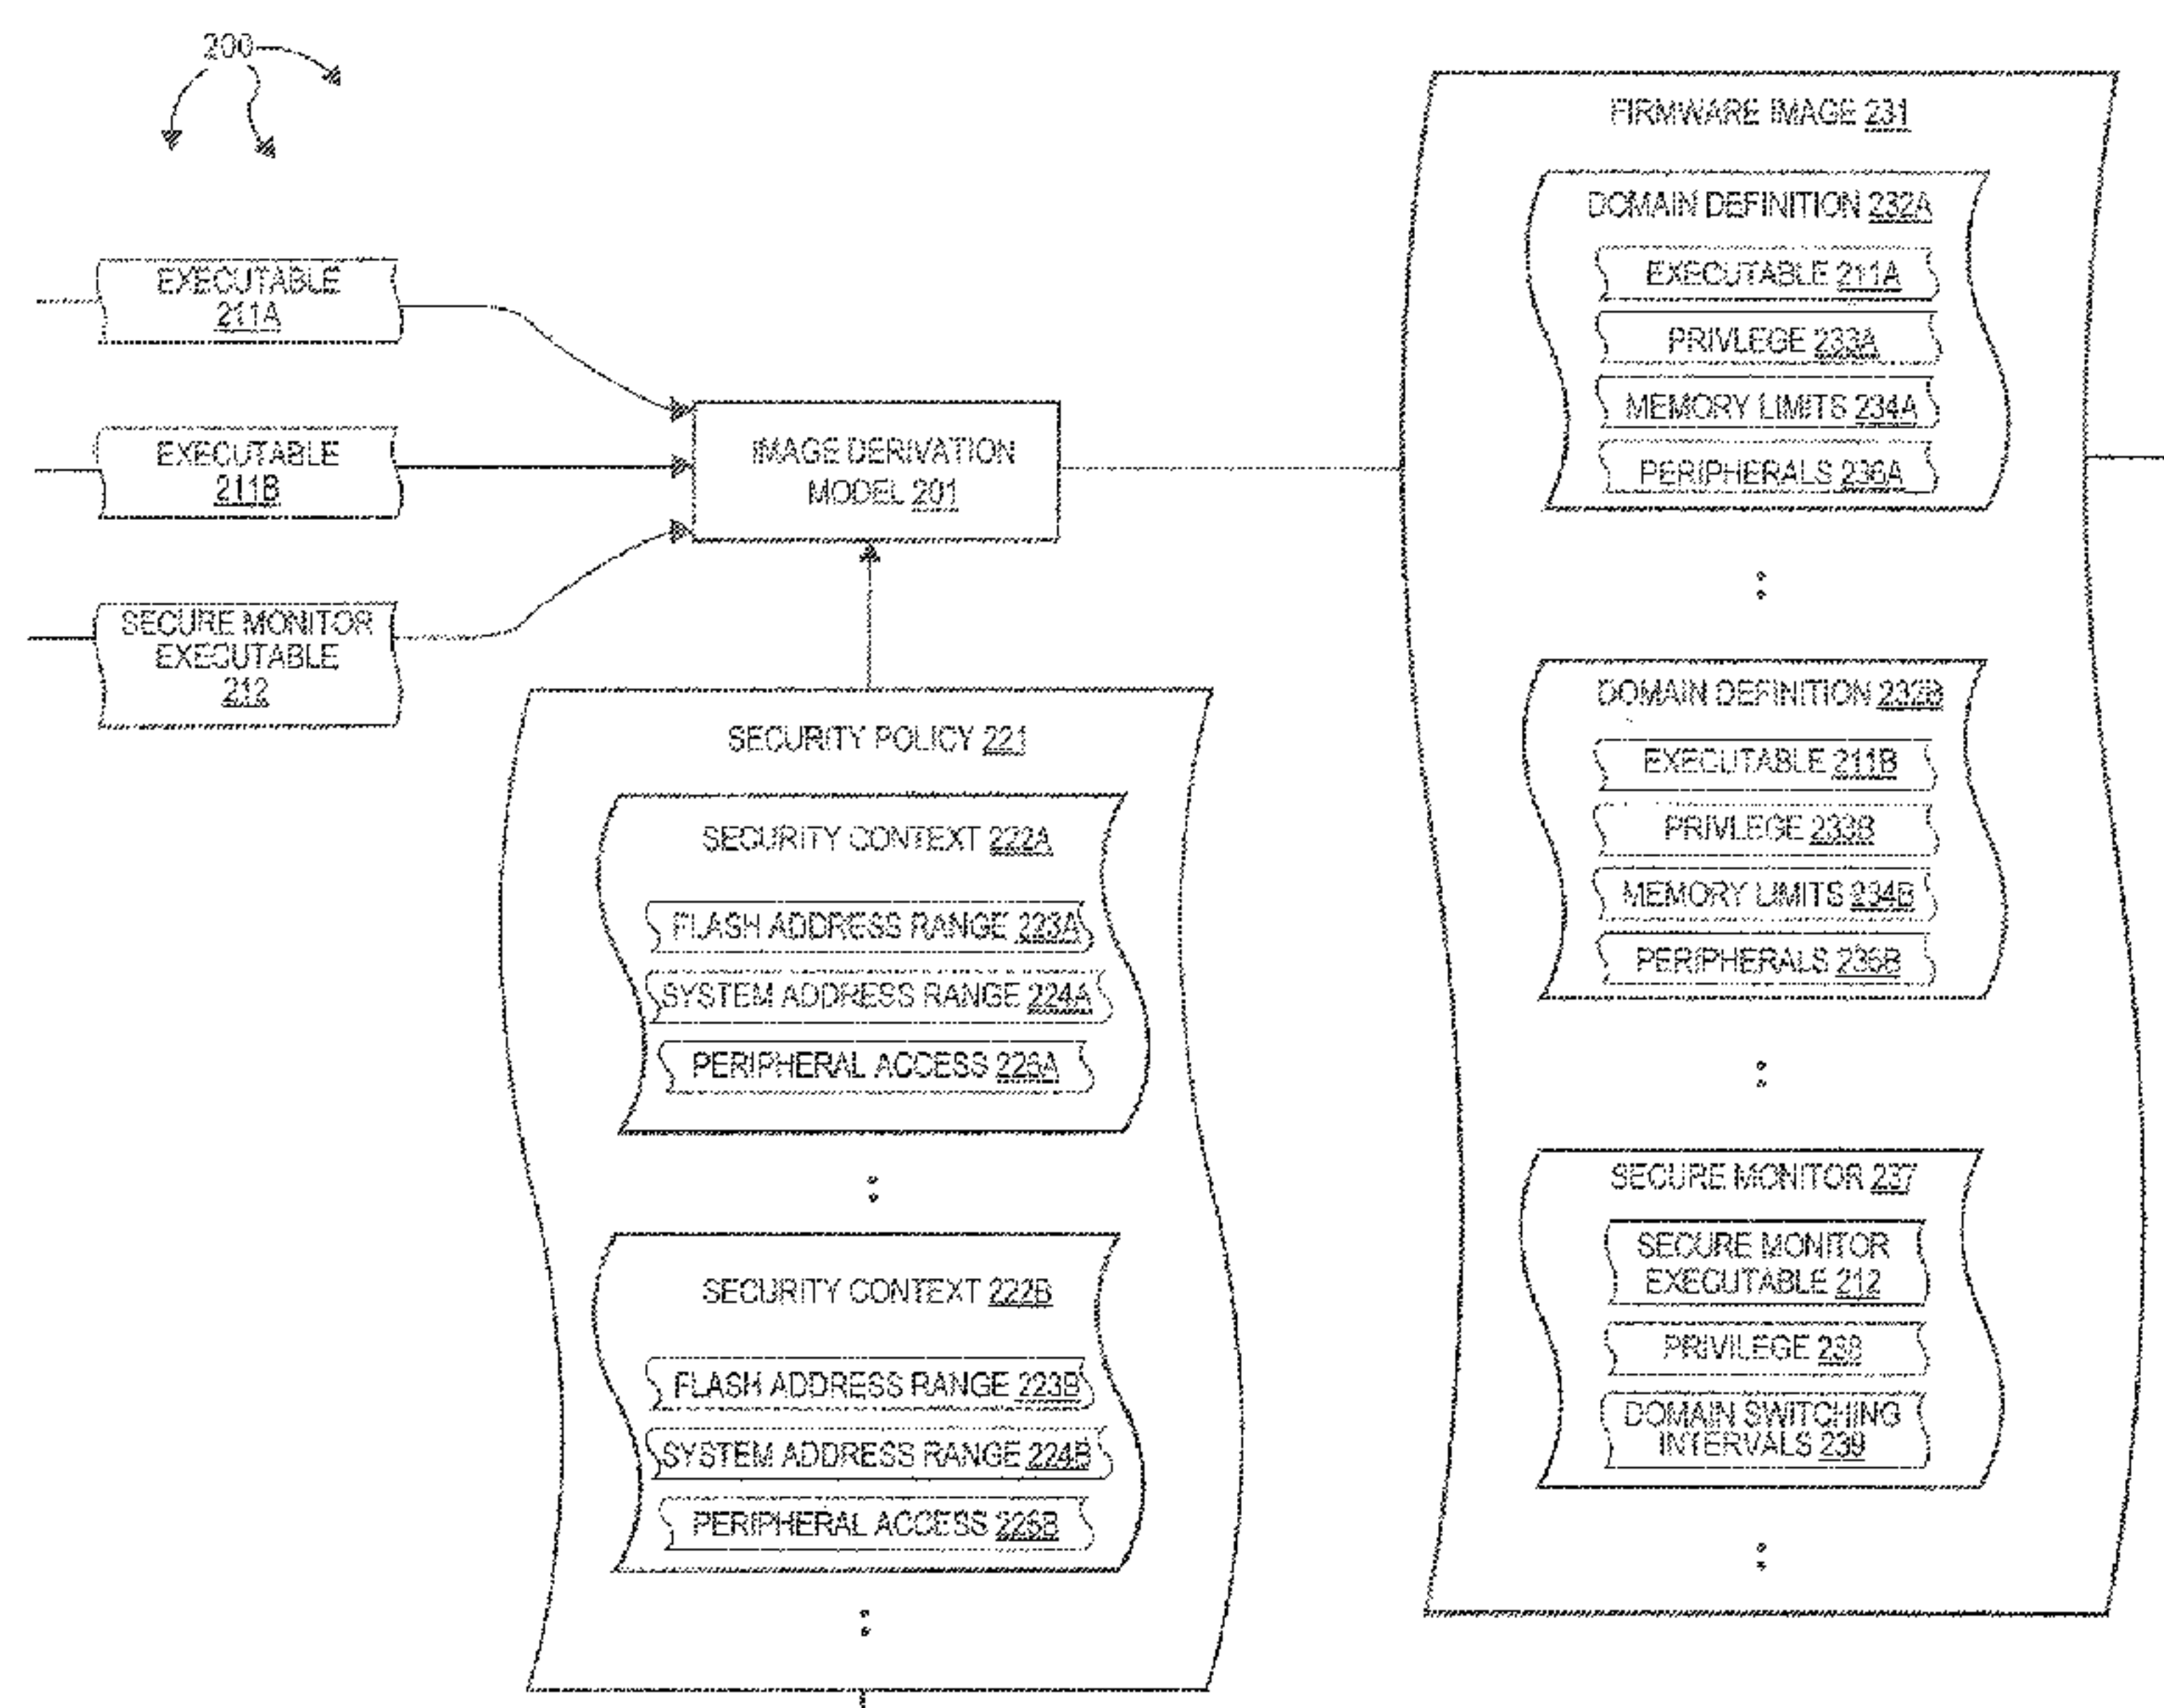 200
EXECUTABLE
211A
EXECUTABLE
211B
SECURE MONITOR
EXECUTABLE
212
IMAGE DERIVATION
MODEL 201
SECURITY POLICY 221
SECURITY CONTEXT 222A
FLASH ADDRESS RANGE 223A
SYSTEM ADDRESS RANGE 224A
PERIPHERAL ACCESS 226A
SECURITY CONTEXT 222B
FLASH ADDRESS RANGE 223B
SYSTEM ADDRESS RANGE 224B
PERIPHERAL ACCESS 226B
FIRMWARE IMAGE 231
DOMAIN DEFINITION 232A
EXECUTABLE 211A
PRIVLEGE 233A
MEMORY LIMITS 234A
PERIPHERALS 236A
DOMAIN DEFINITION 232B
EXECUTABLE 211B
PRIVLEGE 233B
MEMORY LIMITS 234B
PERIPHERALS 236B
SECURE MONITOR 237
SECURE MONITOR
EXECUTABLE 212
PRIVILEGE 238
DOMAIN SWITCHING
INTERVALS 239